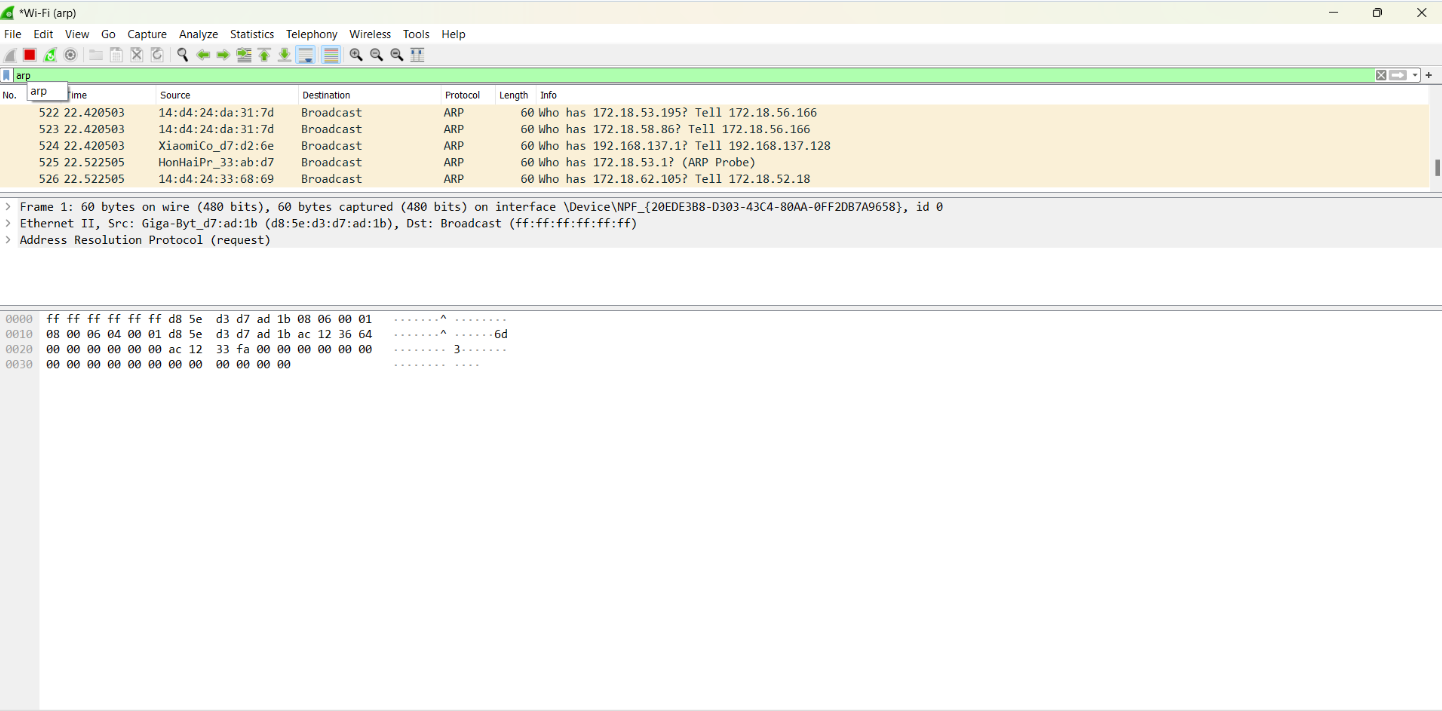 *Wi-Fi (arp)
File Edit View Go Capture Analyze Statistics Telephony Wireless Tools Help
arp
arp
No. Time Source Destination Protocol Length Info
522 22.420503 14:d4:24:da:31:7d Broadcast ARP 60 Who has 172.18.53.195? Tell 172.18.56.166
523 22.420503 14:d4:24:da:31:7d Broadcast ARP 60 Who has 172.18.58.86? Tell 172.18.56.166
524 22.420503 XiaomiCo_d7:d2:6e Broadcast ARP 60 Who has 192.168.137.1? Tell 192.168.137.128
525 22.522505 HonHaiPr_33:ab:d7 Broadcast ARP 60 Who has 172.18.53.1? (ARP Probe)
526 22.522505 14:d4:24:33:68:69 Broadcast ARP 60 Who has 172.18.62.105? Tell 172.18.52.18
> Frame 1: 60 bytes on wire (480 bits), 60 bytes captured (480 bits) on interface \Device\NPF_{20EDE3B8-D303-43C4-80AA-0FF2DB7A9658}, id 0
> Ethernet II, Src: Giga-Byt_d7:ad:1b (d8:5e:d3:d7:ad:1b), Dst: Broadcast (ff:ff:ff:ff:ff:ff)
> Address Resolution Protocol (request)
0000 ff ff ff ff ff ff d8 5e d3 d7 ad 1b 08 06 00 01 ·······^ ········
0010 08 00 06 04 00 01 d8 5e d3 d7 ad 1b ac 12 36 64 ·······^ ······6d
0020 00 00 00 00 00 00 ac 12 33 fa 00 00 00 00 00 00 ········ 3·······
0030 00 00 00 00 00 00 00 00 00 00 00 00 ········ ····